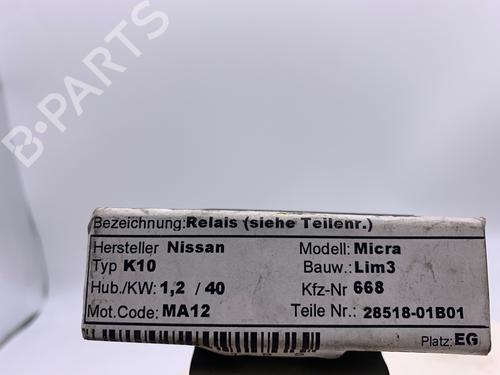 B-PARTS
Bezeichnung: Relais (siehe Teilenr.)
Hersteller Nissan Modell: Micra
Typ K10 Bauw.: Lim3
Hub./KW: 1,2 / 40 Kfz-Nr 668
Mot.Code: MA12 Teile Nr.: 28518-01B01
Platz: EG